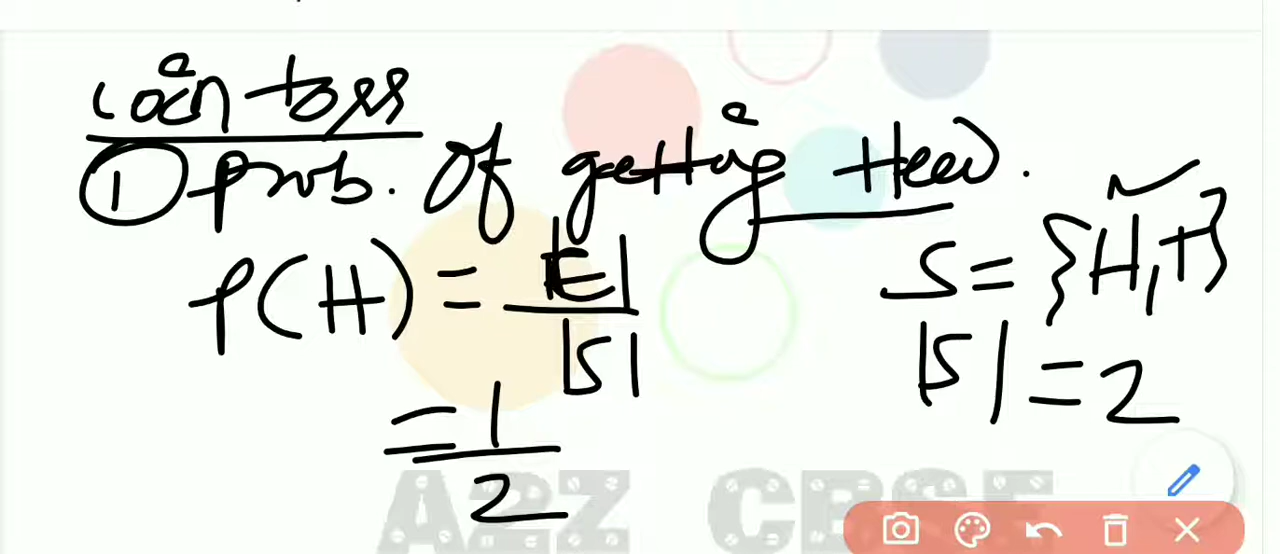 coin toss
① prob. of getting Head.
P(H) = |E| / |S|
S = {H,T}
|S| = 2
= 1/2
A2Z CBSE